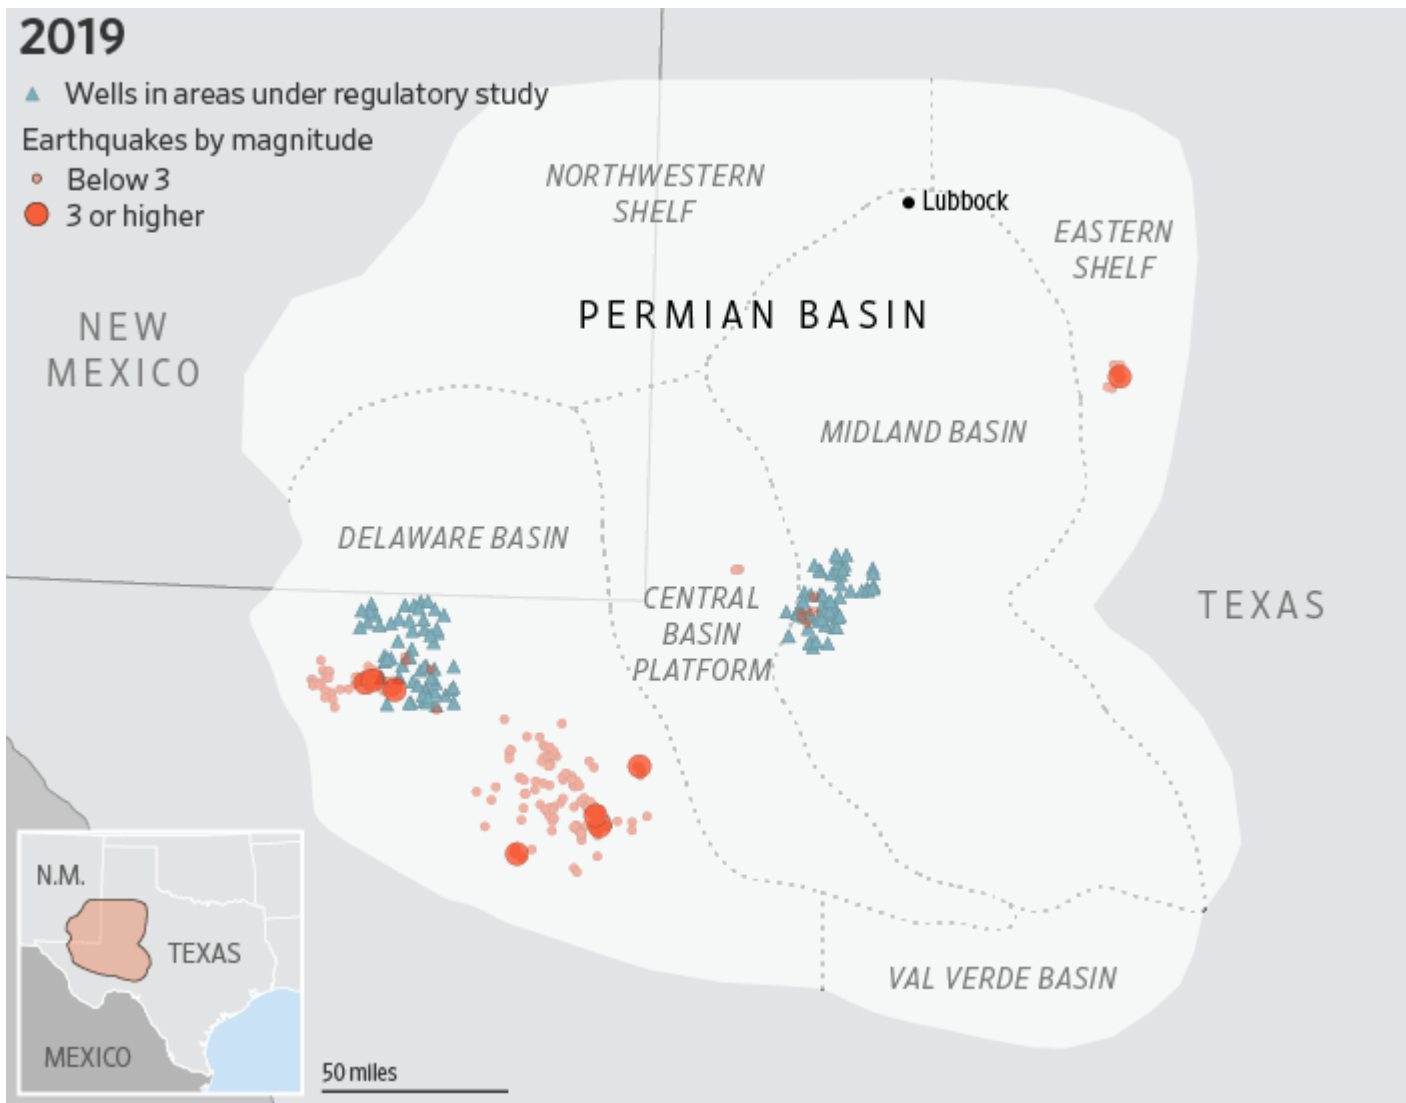 2019
Wells in areas under regulatory study
Earthquakes by magnitude
Below 3
3 or higher
NORTHWESTERN
SHELF
Lubbock
EASTERN
SHELF
PERMIAN BASIN
NEW
MEXICO
MIDLAND BASIN
DELAWARE BASIN
CENTRAL
BASIN
PLATFORM
TEXAS
N.M.
TEXAS
MEXICO
VAL VERDE BASIN
50 miles